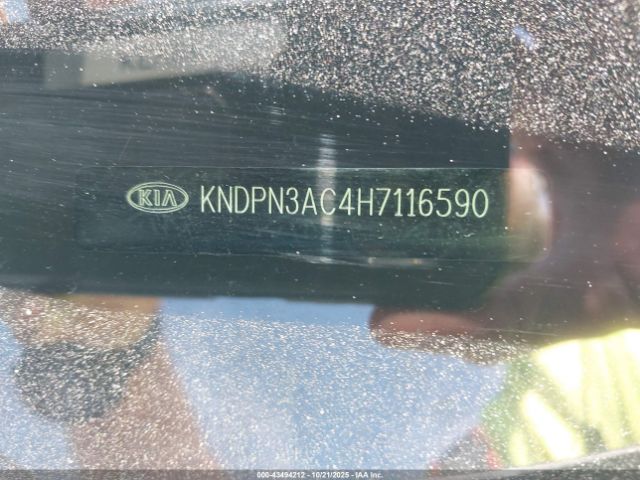 KIA KNDPN3AC4H7116590
000-43494212 - 10/21/2025 - IAA Inc.